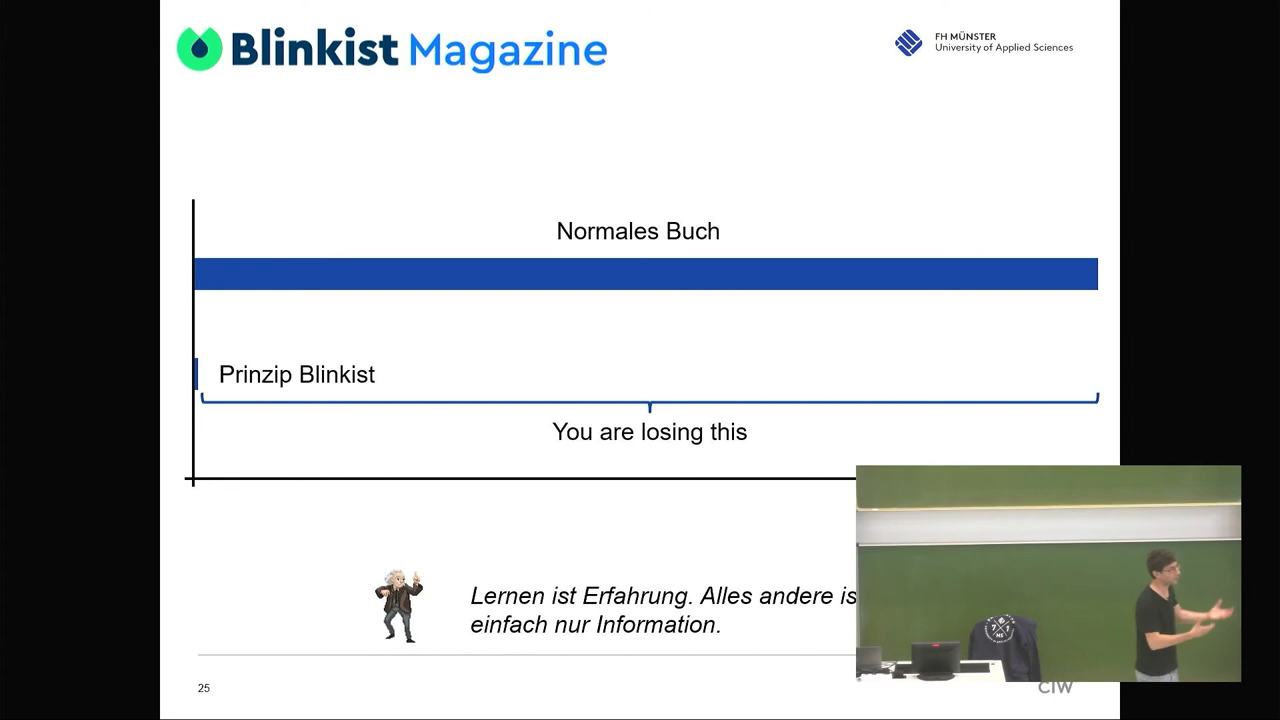 Blinkist Magazine
FH MÜNSTER
University of Applied Sciences
Normales Buch
Prinzip Blinkist
You are losing this
Lernen ist Erfahrung. Alles andere is
einfach nur Information.
25
CIW